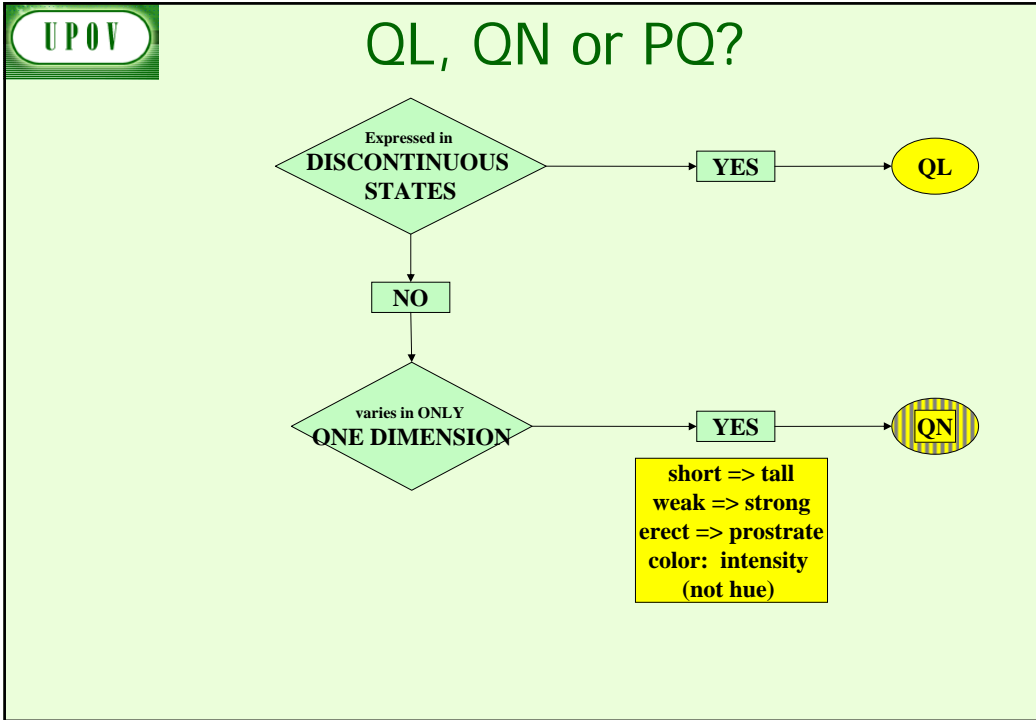 UPOV
QL, QN or PQ?
Expressed in
DISCONTINUOUS
STATES
YES
QL
NO
varies in ONLY
ONE DIMENSION
YES
QN
short => tall
weak => strong
erect => prostrate
color: intensity
(not hue)